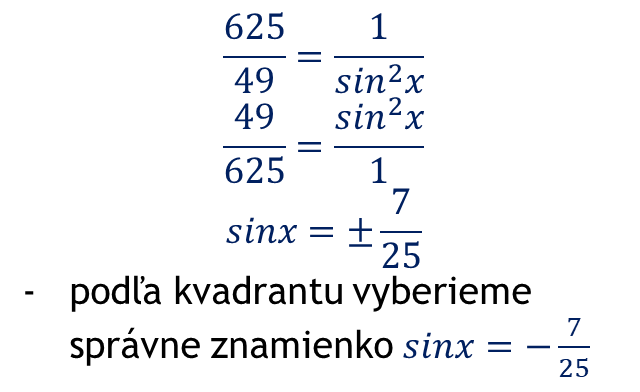 625/49 = 1/sin²x
49/625 = sin²x/1
sinx = ±7/25
- podľa kvadrantu vyberieme
správne znamienko sinx = −7/25